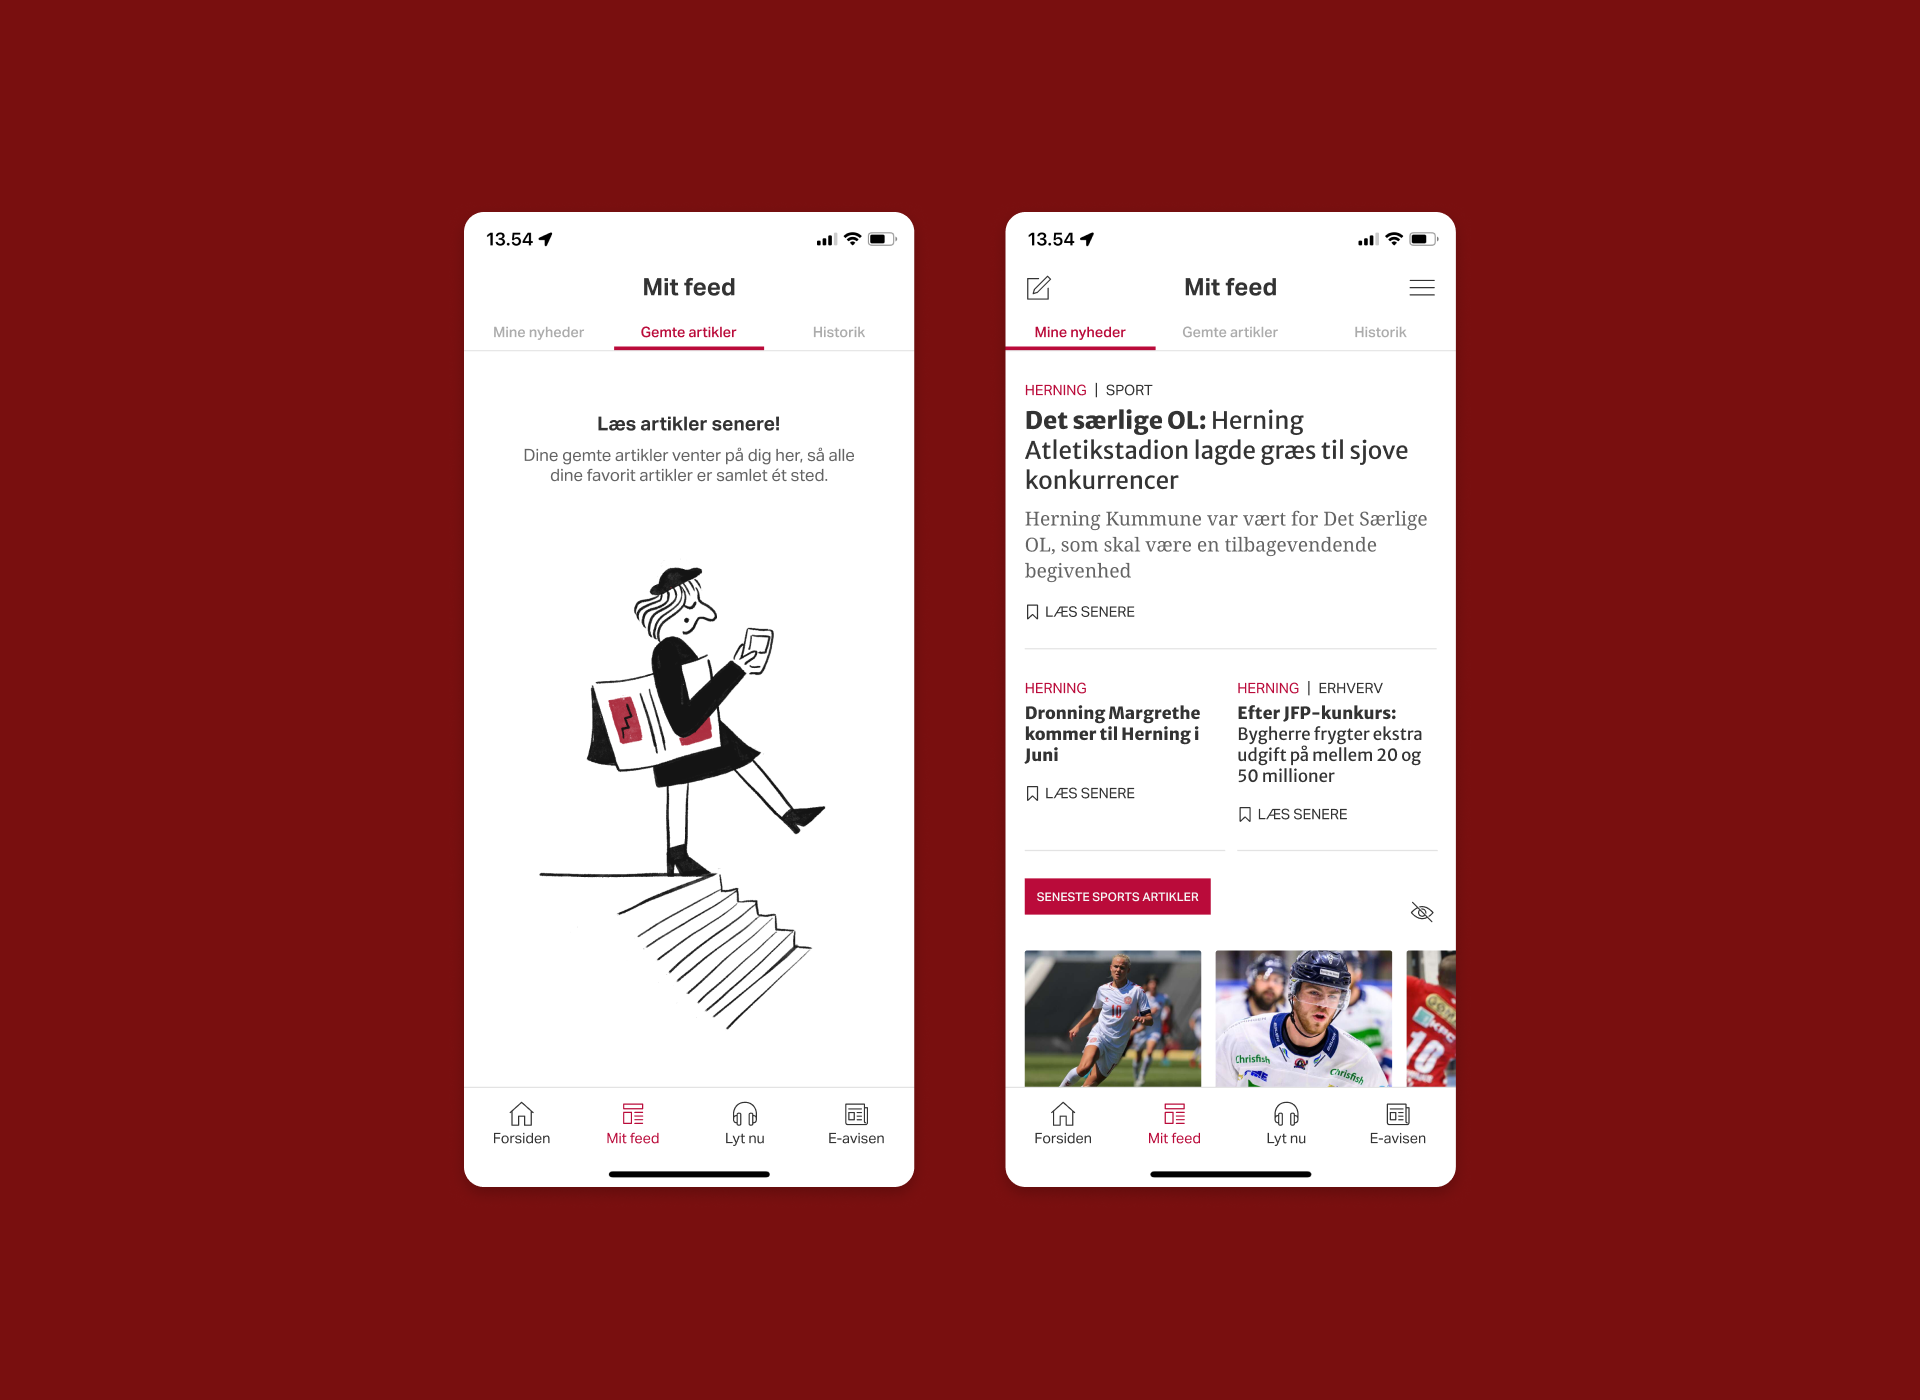 13.54
Mit feed
Mine nyheder
Gemte artikler
Historik
Læs artikler senere!
Dine gemte artikler venter på dig her, så alle
dine favorit artikler er samlet ét sted.
Forsiden
Mit feed
Lyt nu
E-avisen
13.54
Mit feed
Mine nyheder
Gemte artikler
Historik
HERNING | SPORT
Det særlige OL: Herning
Atletikstadion lagde græs til sjove
konkurrencer
Herning Kummune var vært for Det Særlige
OL, som skal være en tilbagevendende
begivenhed
LÆS SENERE
HERNING
Dronning Margrethe
kommer til Herning i
Juni
LÆS SENERE
HERNING | ERHVERV
Efter JFP-kunkurs:
Bygherre frygter ekstra
udgift på mellem 20 og
50 millioner
LÆS SENERE
SENESTE SPORTS ARTIKLER
10
Chrisfish
Chrisfish
10
Forsiden
Mit feed
Lyt nu
E-avisen